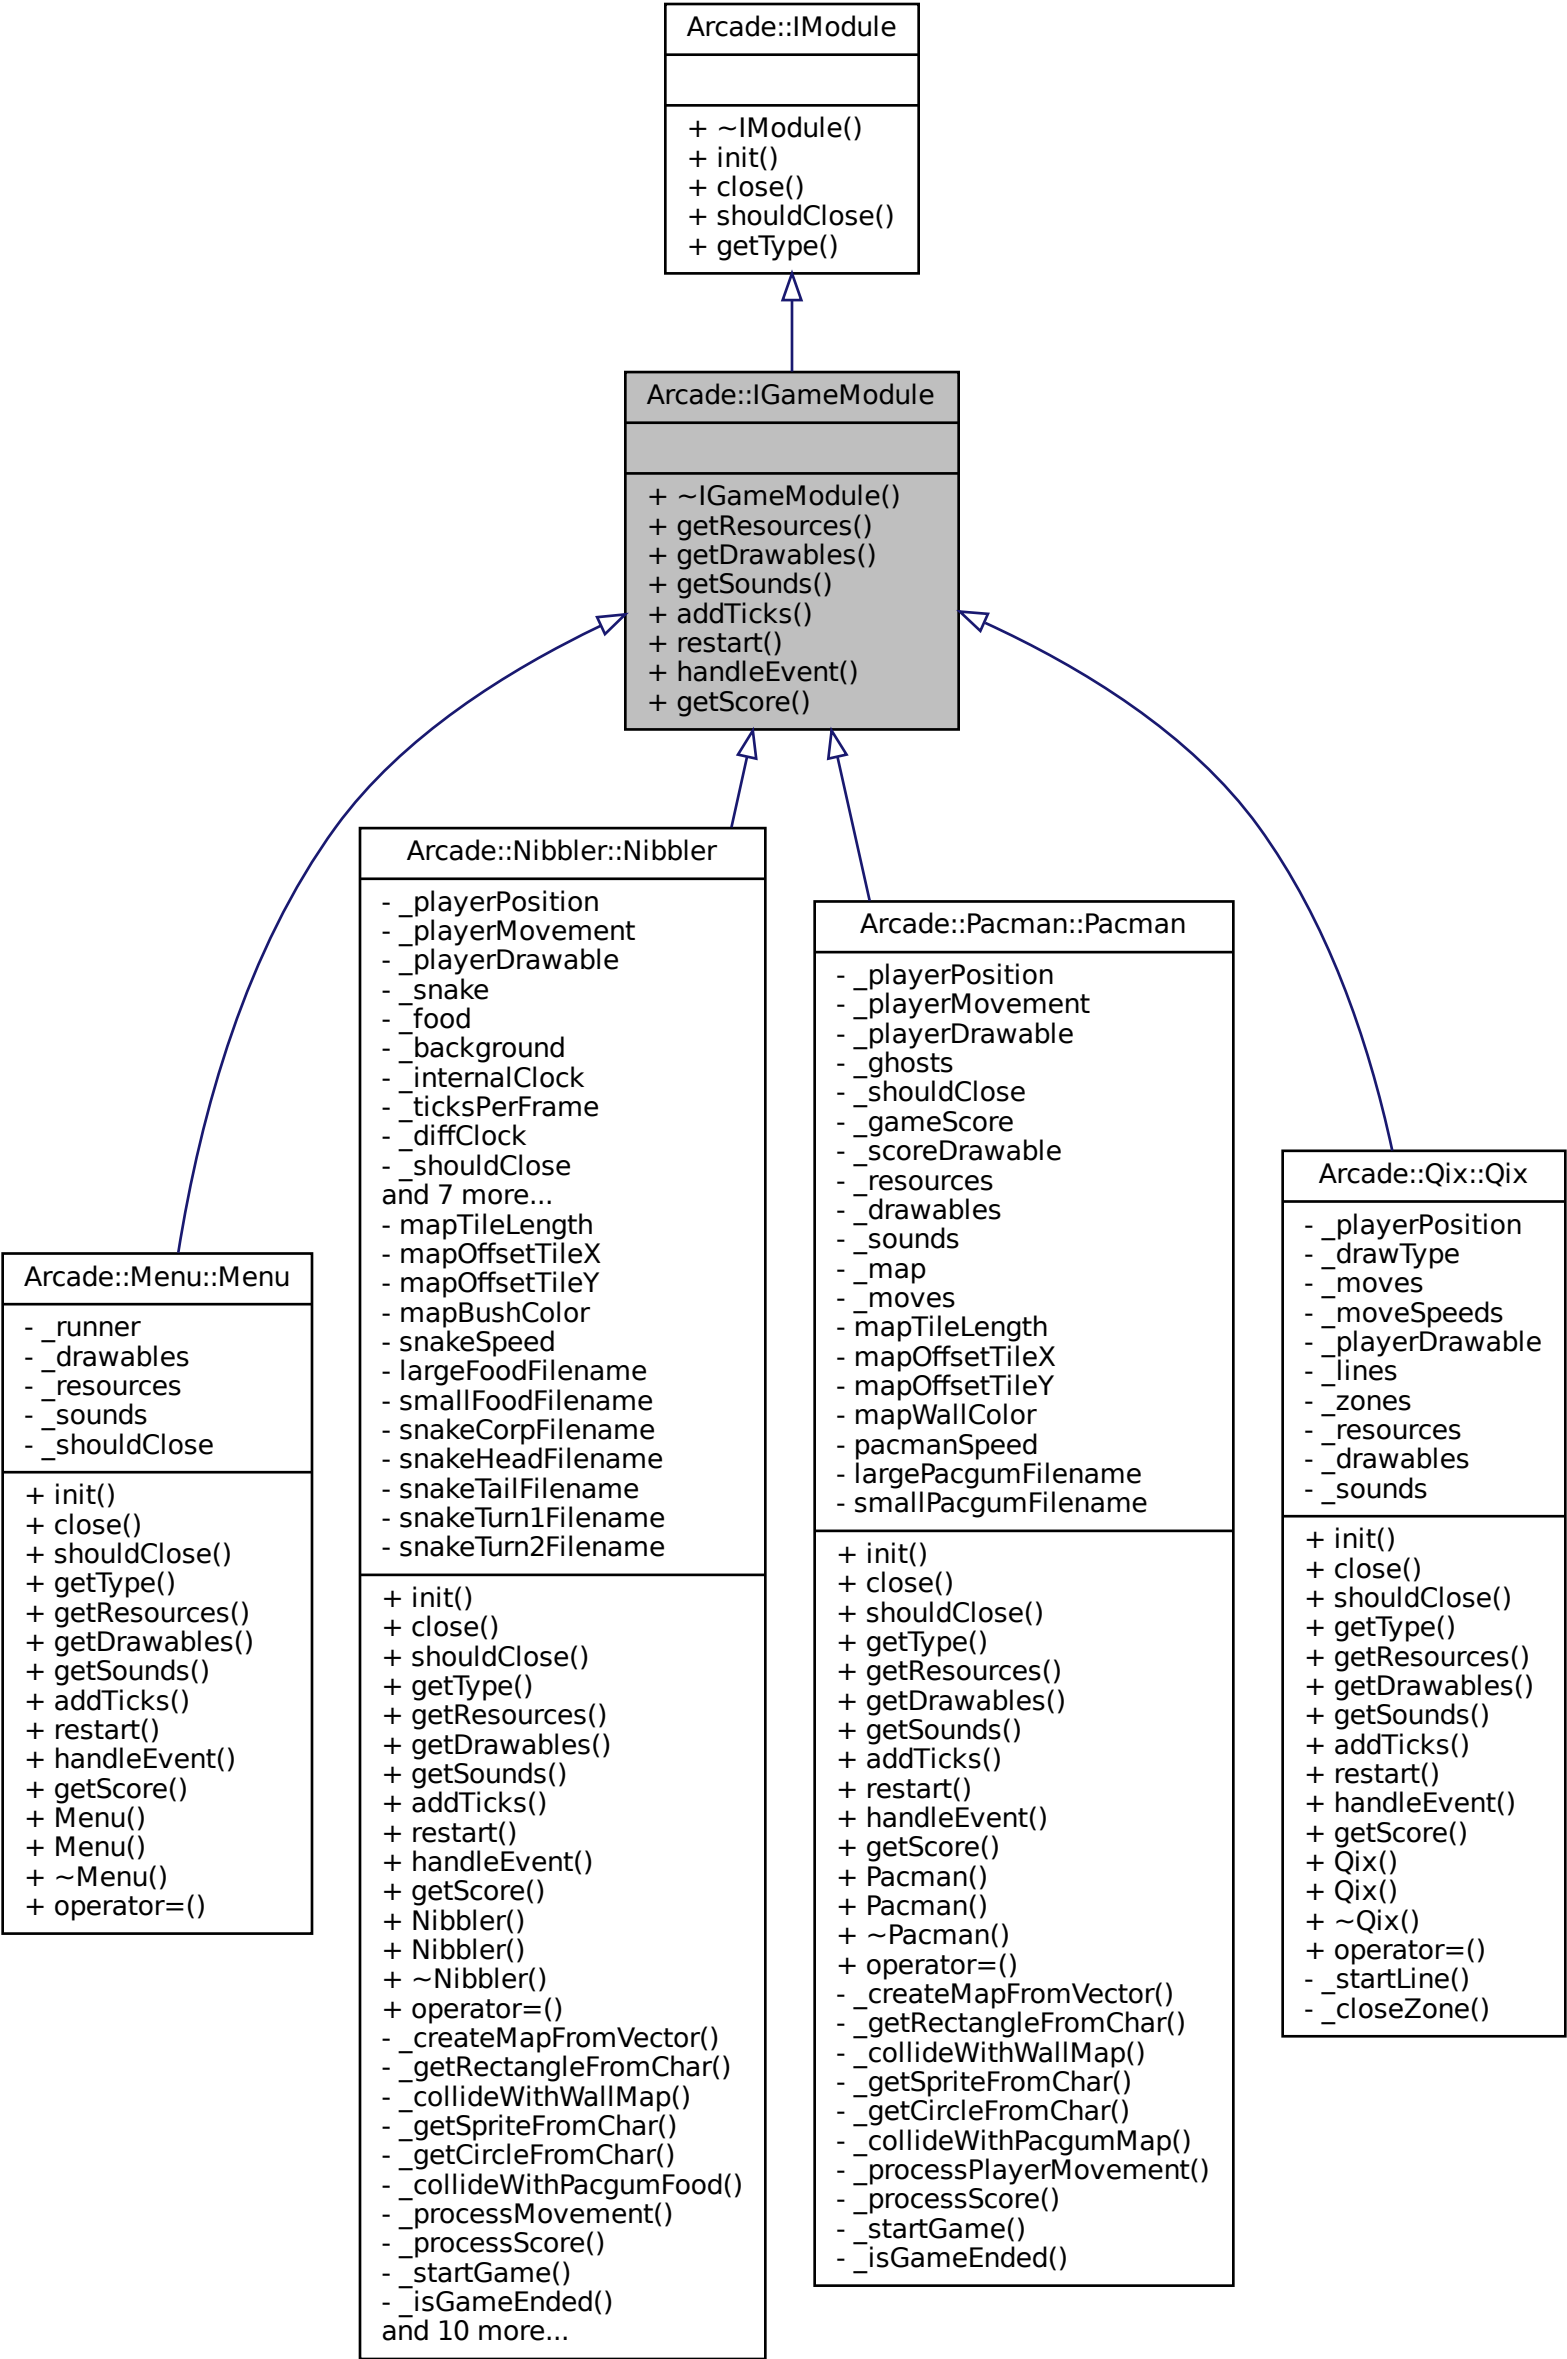 Arcade::IModule
+ ~IModule()
+ init()
+ close()
+ shouldClose()
+ getType()
Arcade::IGameModule
+ ~IGameModule()
+ getResources()
+ getDrawables()
+ getSounds()
+ addTicks()
+ restart()
+ handleEvent()
+ getScore()
Arcade::Menu::Menu
- _runner
- _drawables
- _resources
- _sounds
- _shouldClose
+ init()
+ close()
+ shouldClose()
+ getType()
+ getResources()
+ getDrawables()
+ getSounds()
+ addTicks()
+ restart()
+ handleEvent()
+ getScore()
+ Menu()
+ Menu()
+ ~Menu()
+ operator=()
Arcade::Nibbler::Nibbler
- _playerPosition
- _playerMovement
- _playerDrawable
- _snake
- _food
- _background
- _internalClock
- _ticksPerFrame
- _diffClock
- _shouldClose
and 7 more...
- mapTileLength
- mapOffsetTileX
- mapOffsetTileY
- mapBushColor
- snakeSpeed
- largeFoodFilename
- smallFoodFilename
- snakeCorpFilename
- snakeHeadFilename
- snakeTailFilename
- snakeTurn1Filename
- snakeTurn2Filename
+ init()
+ close()
+ shouldClose()
+ getType()
+ getResources()
+ getDrawables()
+ getSounds()
+ addTicks()
+ restart()
+ handleEvent()
+ getScore()
+ Nibbler()
+ Nibbler()
+ ~Nibbler()
+ operator=()
- _createMapFromVector()
- _getRectangleFromChar()
- _collideWithWallMap()
- _getSpriteFromChar()
- _getCircleFromChar()
- _collideWithPacgumFood()
- _processMovement()
- _processScore()
- _startGame()
- _isGameEnded()
and 10 more...
Arcade::Pacman::Pacman
- _playerPosition
- _playerMovement
- _playerDrawable
- _ghosts
- _shouldClose
- _gameScore
- _scoreDrawable
- _resources
- _drawables
- _sounds
- _map
- _moves
- mapTileLength
- mapOffsetTileX
- mapOffsetTileY
- mapWallColor
- pacmanSpeed
- largePacgumFilename
- smallPacgumFilename
+ init()
+ close()
+ shouldClose()
+ getType()
+ getResources()
+ getDrawables()
+ getSounds()
+ addTicks()
+ restart()
+ handleEvent()
+ getScore()
+ Pacman()
+ Pacman()
+ ~Pacman()
+ operator=()
- _createMapFromVector()
- _getRectangleFromChar()
- _collideWithWallMap()
- _getSpriteFromChar()
- _getCircleFromChar()
- _collideWithPacgumMap()
- _processPlayerMovement()
- _processScore()
- _startGame()
- _isGameEnded()
Arcade::Qix::Qix
- _playerPosition
- _drawType
- _moves
- _moveSpeeds
- _playerDrawable
- _lines
- _zones
- _resources
- _drawables
- _sounds
+ init()
+ close()
+ shouldClose()
+ getType()
+ getResources()
+ getDrawables()
+ getSounds()
+ addTicks()
+ restart()
+ handleEvent()
+ getScore()
+ Qix()
+ Qix()
+ ~Qix()
+ operator=()
- _startLine()
- _closeZone()